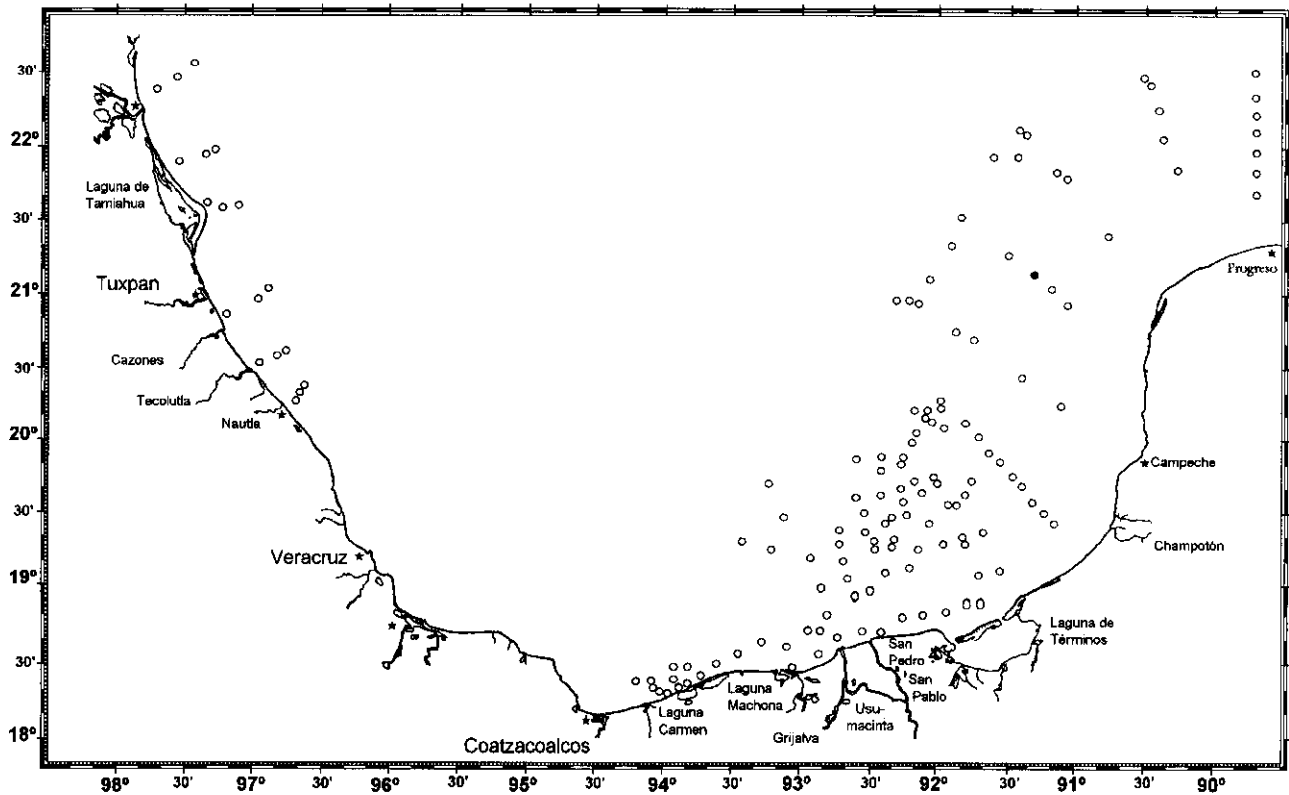 30'
22º
Laguna de
Tamiahua
30'
Progreso
Tuxpan
21º
Cazones
30'
Tecolutla
Nautla
20º
Campeche
30'
Champotón
Veracruz
19º
Laguna de
Términos
San
Pedro
30'
San
Pablo
Laguna
Machona
Laguna
Carmen
Usu-
macinta
18º
Coatzacoalcos
Grijalva
98º 30' 97º 30' 96º 30' 95º 30' 94º 30' 93º 30' 92º 30' 91º 30' 90º